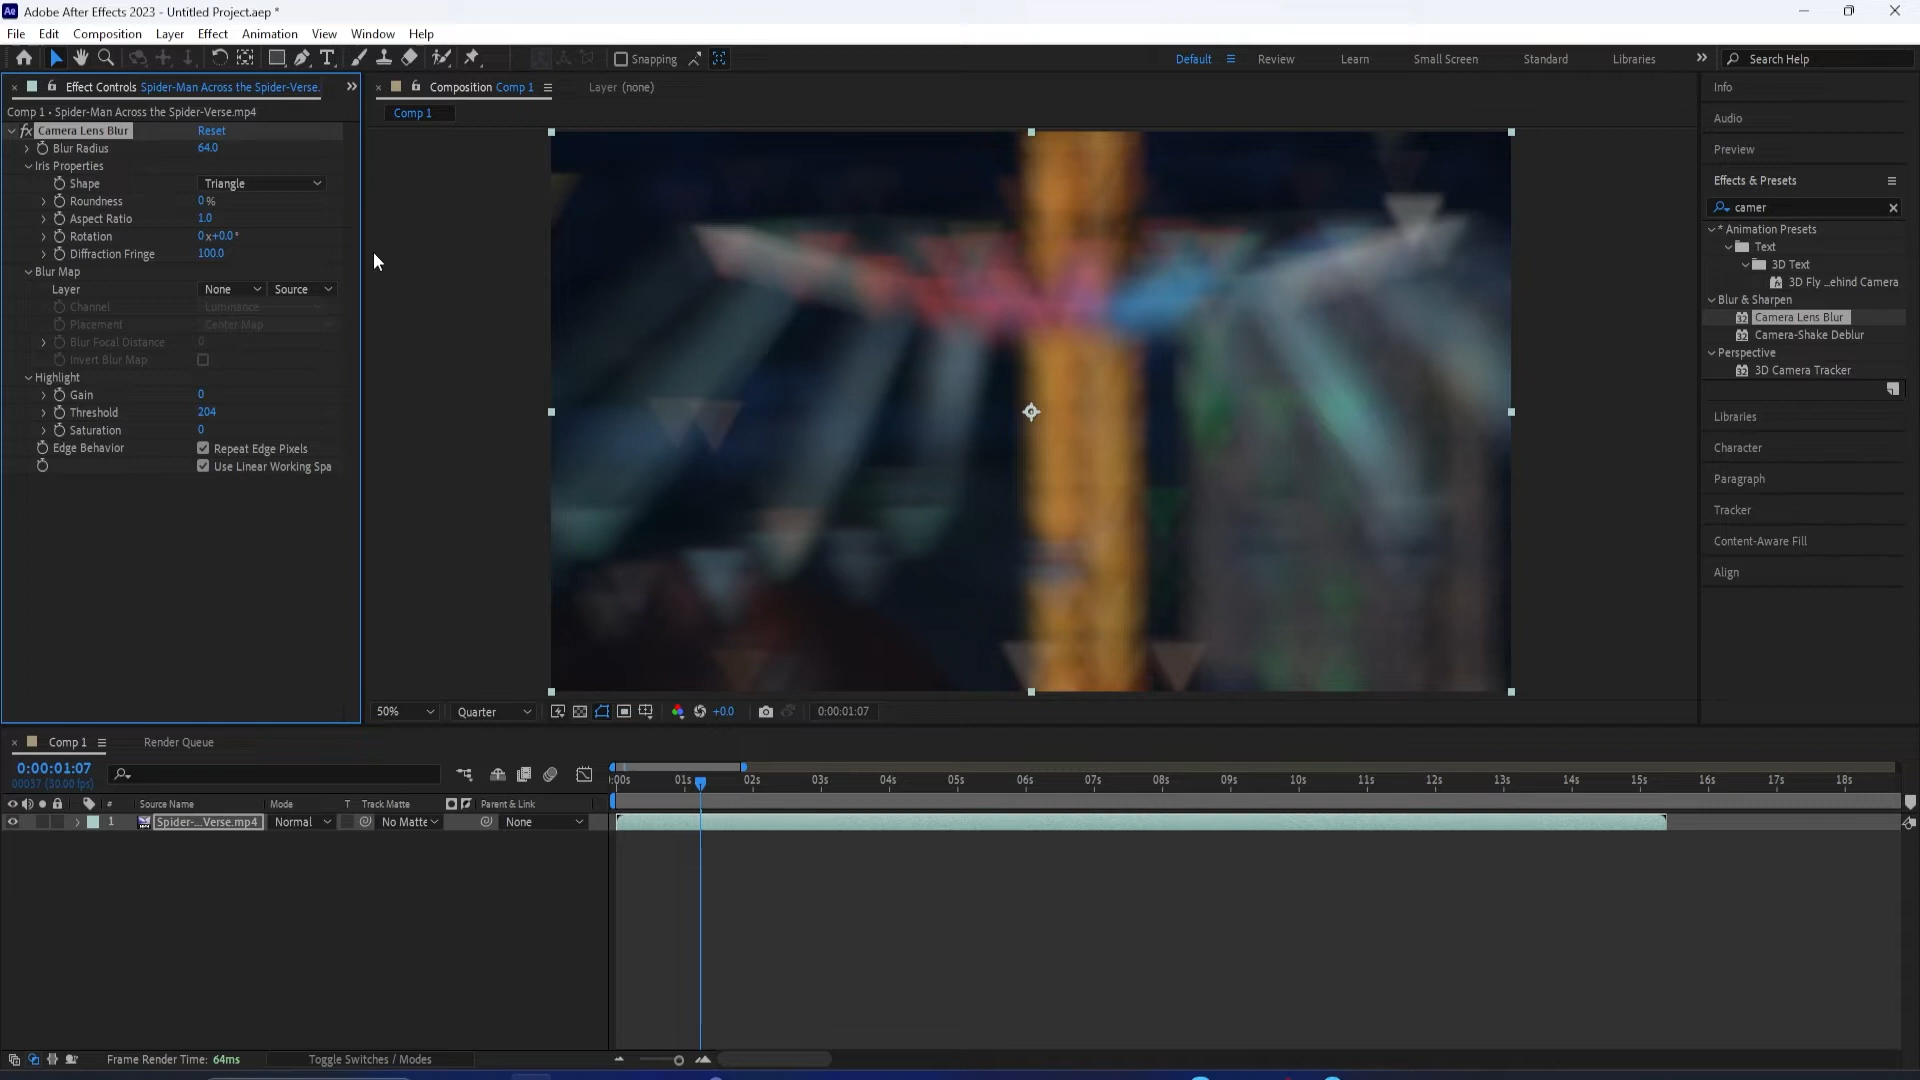 Ae Adobe After Effects 2023 - Untitled Project.aep *
File Edit Composition Layer Effect Animation View Window Help
Snapping
Default Review Learn Small Screen Standard Libraries Search Help
Effect Controls Spider-Man Across the Spider-Verse.
Comp 1 • Spider-Man Across the Spider-Verse.mp4
fx Camera Lens Blur Reset
Blur Radius 64.0
Iris Properties
Shape Triangle
Roundness 0%
Aspect Ratio 1.0
Rotation 0x+0.0°
Diffraction Fringe 100.0
Blur Map
Layer None Source
Channel Luminance
Placement Center Map
Blur Focal Distance 0
Invert Blur Map
Highlight
Gain 0
Threshold 204
Saturation 0
Edge Behavior Repeat Edge Pixels
Use Linear Working Spa
Composition Comp 1
Layer (none)
Comp 1
50% Quarter +0.0 0:00:01:07
Info
Audio
Preview
Effects & Presets
camer
* Animation Presets
Text
3D Text
3D Fly ...ehind Camera
Blur & Sharpen
32 Camera Lens Blur
32 Camera-Shake Deblur
Perspective
32 3D Camera Tracker
Libraries
Character
Paragraph
Tracker
Content-Aware Fill
Align
Comp 1 Render Queue
0:00:01:07
00037 (30.00 fps)
:00s 01s 02s 03s 04s 05s 06s 07s 08s 09s 10s 11s 12s 13s 14s 15s 16s 17s 18s
# Source Name Mode T Track Matte Parent & Link
1 Spider-...Verse.mp4 Normal No Matte None
Frame Render Time: 64ms Toggle Switches / Modes